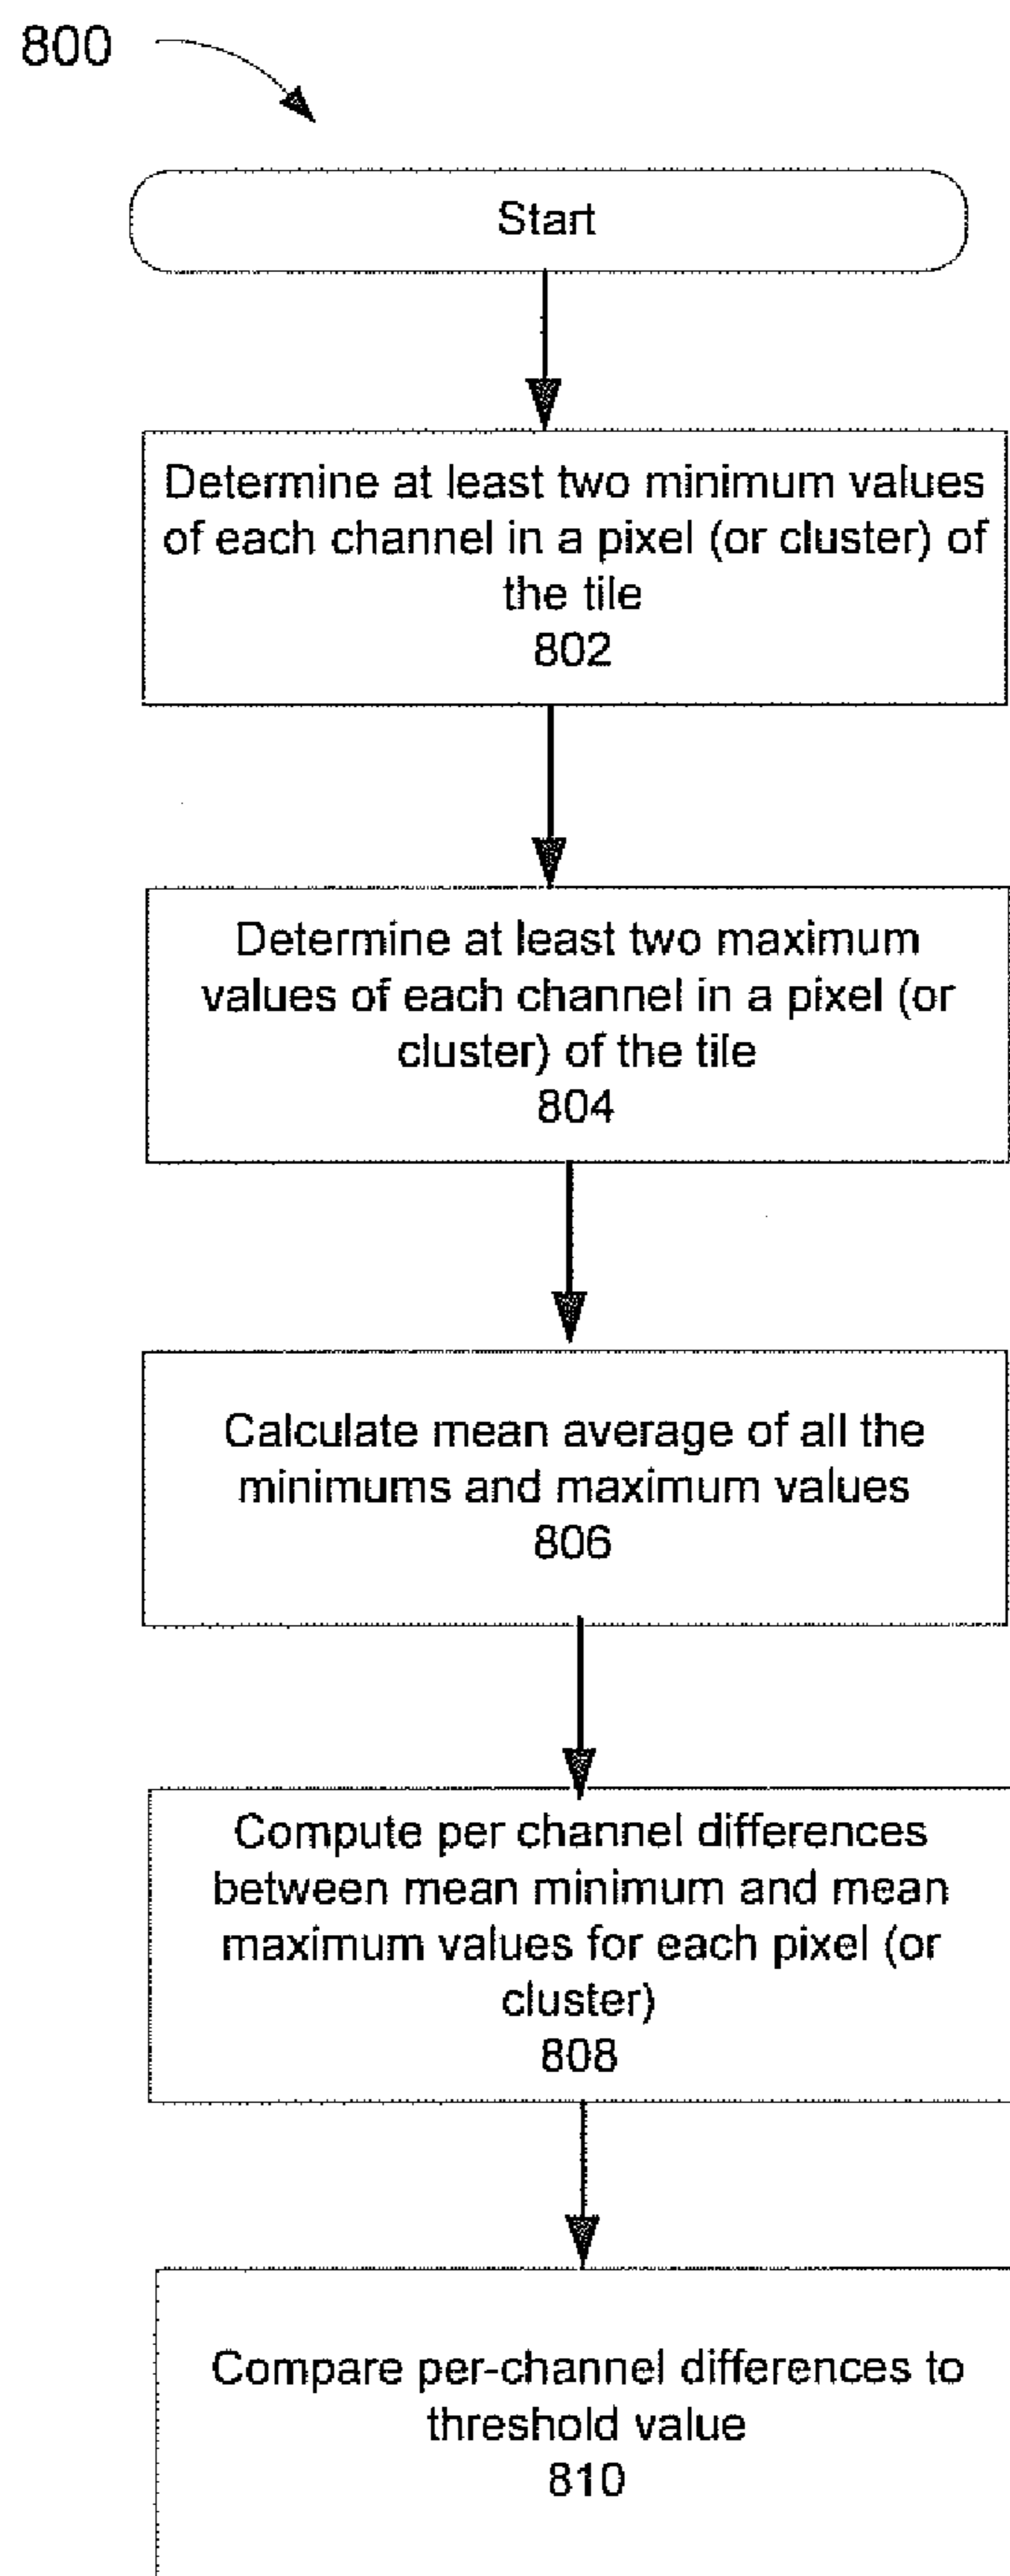 800
Start
Determine at least two minimum values
of each channel in a pixel (or cluster) of
the tile
802
Determine at least two maximum
values of each channel in a pixel (or
cluster) of the tile
804
Calculate mean average of all the
minimums and maximum values
806
Compute per channel differences
between mean minimum and mean
maximum values for each pixel (or
cluster)
808
Compare per-channel differences to
threshold value
810